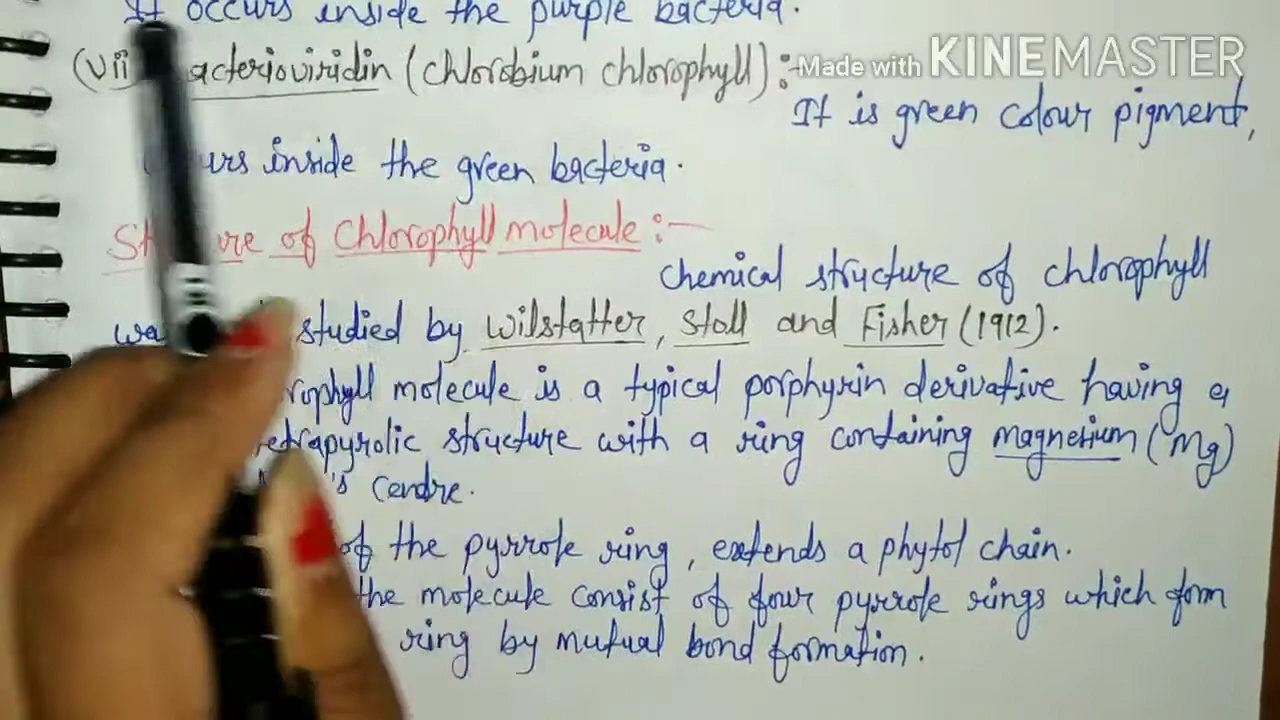 It occurs inside the purple bacteria.
(vii) acterioviridin (Chlorobium chlorophyll) :-
Made with KINEMASTER
It is green colour pigment,
urs inside the green bacteria.
of Chlorophyll molecule :-
Chemical structure of chlorophyll
studied by Wilstatter, Stoll and Fisher (1912).
rophyll molecule is a typical porphyrin derivative having a
etrapyrolic structure with a ring containing magnesium (Mg)
's centre.
of the pyrrole ring, extends a phytol chain.
the molecule consist of four pyrrole rings which form
ring by mutual bond formation.